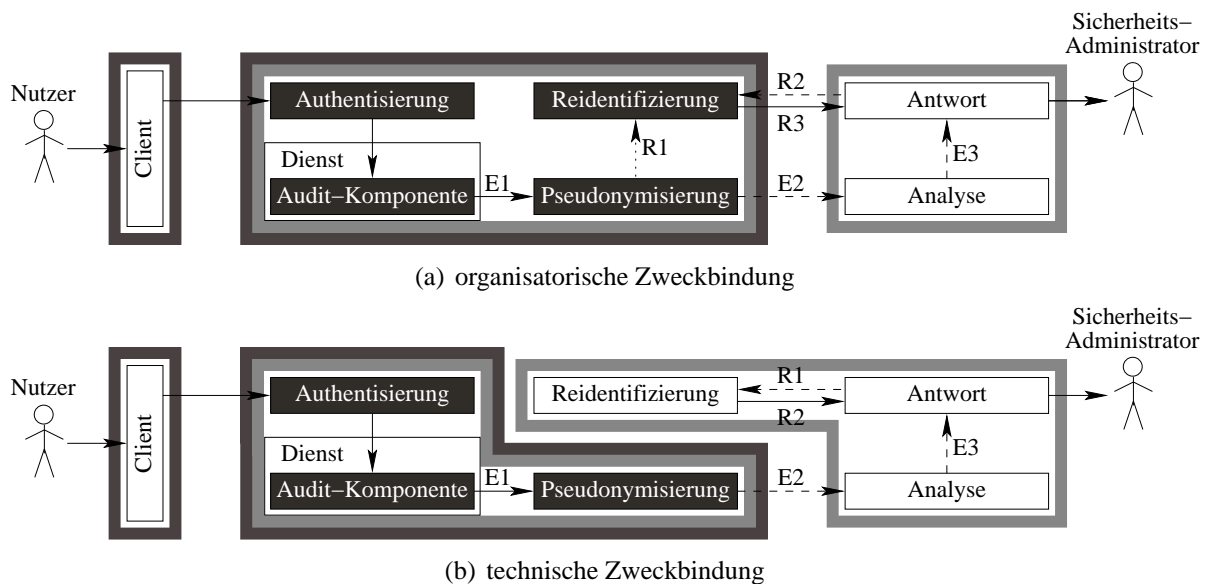 Sicherheits–
Administrator
Nutzer
Client
Authentisierung
Reidentifizierung
R2
R3
Antwort
Dienst
R1
E3
Audit–Komponente
E1
Pseudonymisierung
E2
Analyse
(a) organisatorische Zweckbindung
Sicherheits–
Administrator
Nutzer
Client
Authentisierung
Reidentifizierung
R1
R2
Antwort
Dienst
E3
Audit–Komponente
E1
Pseudonymisierung
E2
Analyse
(b) technische Zweckbindung